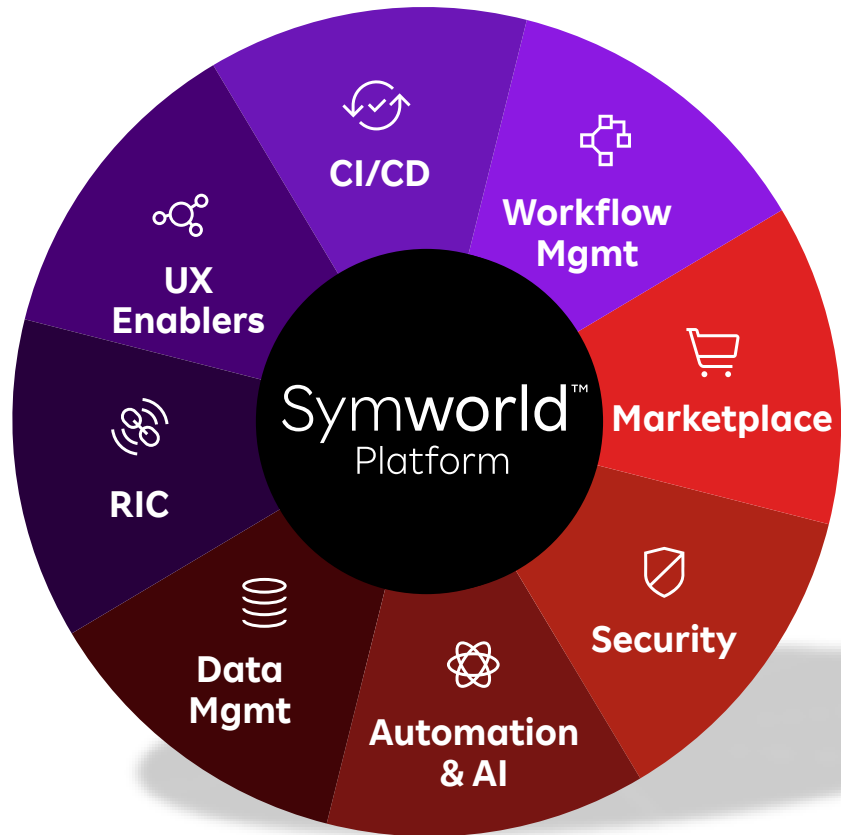 CI/CD
Workflow
Mgmt
UX
Enablers
Symworld™
Platform
Marketplace
RIC
Security
Data
Mgmt
Automation
& AI